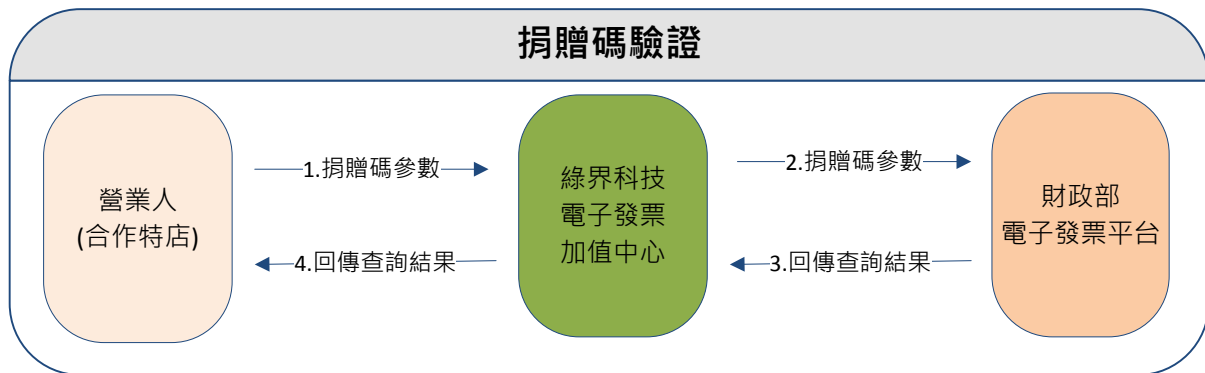 捐贈碼驗證
營業人
(合作特店)
1.捐贈碼參數
4.回傳查詢結果
綠界科技
電子發票
加值中心
2.捐贈碼參數
3.回傳查詢結果
財政部
電子發票平台